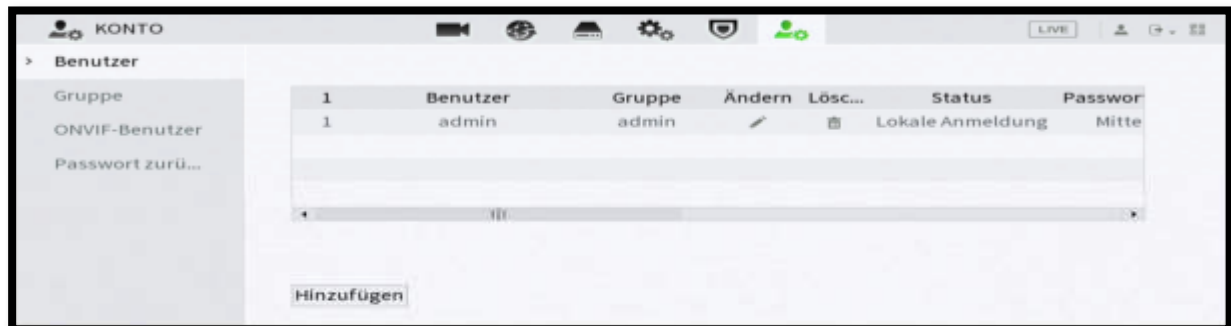 KONTO
LIVE
Benutzer
Gruppe
ONVIF-Benutzer
Passwort zurü...
1 Benutzer Gruppe Ändern Lösc... Status Passwor
1 admin admin Lokale Anmeldung Mitte
Hinzufügen